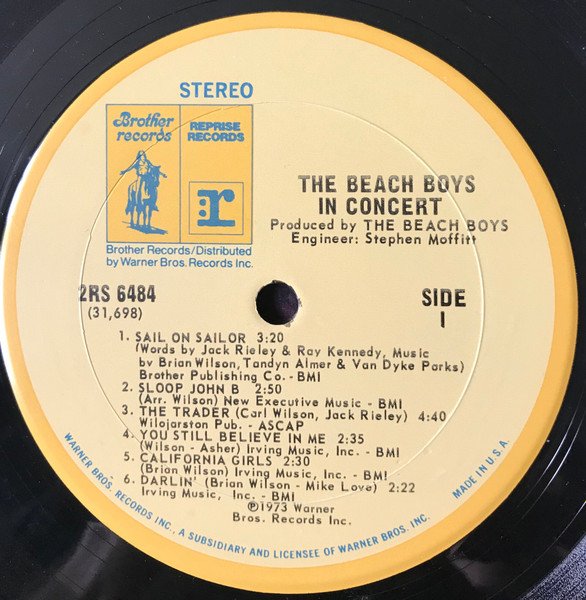 STEREO
Brother records
REPRISE RECORDS
r
Brother Records/Distributed
by Warner Bros. Records Inc.
THE BEACH BOYS
IN CONCERT
Produced by THE BEACH BOYS
Engineer: Stephen Moffitt
2RS 6484
(31,698)
SIDE
1
1. SAIL ON SAILOR 3:20
(Words by Jack Rieley & Ray Kennedy, Music
by Brian Wilson, Tandyn Almer & Van Dyke Parks)
Brother Publishing Co. - BMI
2. SLOOP JOHN B 2:50
(Arr. Wilson) New Executive Music - BMI
3. THE TRADER (Carl Wilson, Jack Rieley) 4:40
Wilojarston Pub. - ASCAP
4. YOU STILL BELIEVE IN ME 2:35
(Wilson - Asher) Irving Music, Inc. - BMI
5. CALIFORNIA GIRLS 2:30
(Brian Wilson) Irving Music, Inc. - BMI
6. DARLIN' (Brian Wilson - Mike Love) 2:22
Irving Music, Inc. - BMI
℗1973 Warner
Bros. Records Inc.
WARNER BROS. RECORDS INC., A SUBSIDIARY AND LICENSEE OF WARNER BROS. INC.
MADE IN U.S.A.